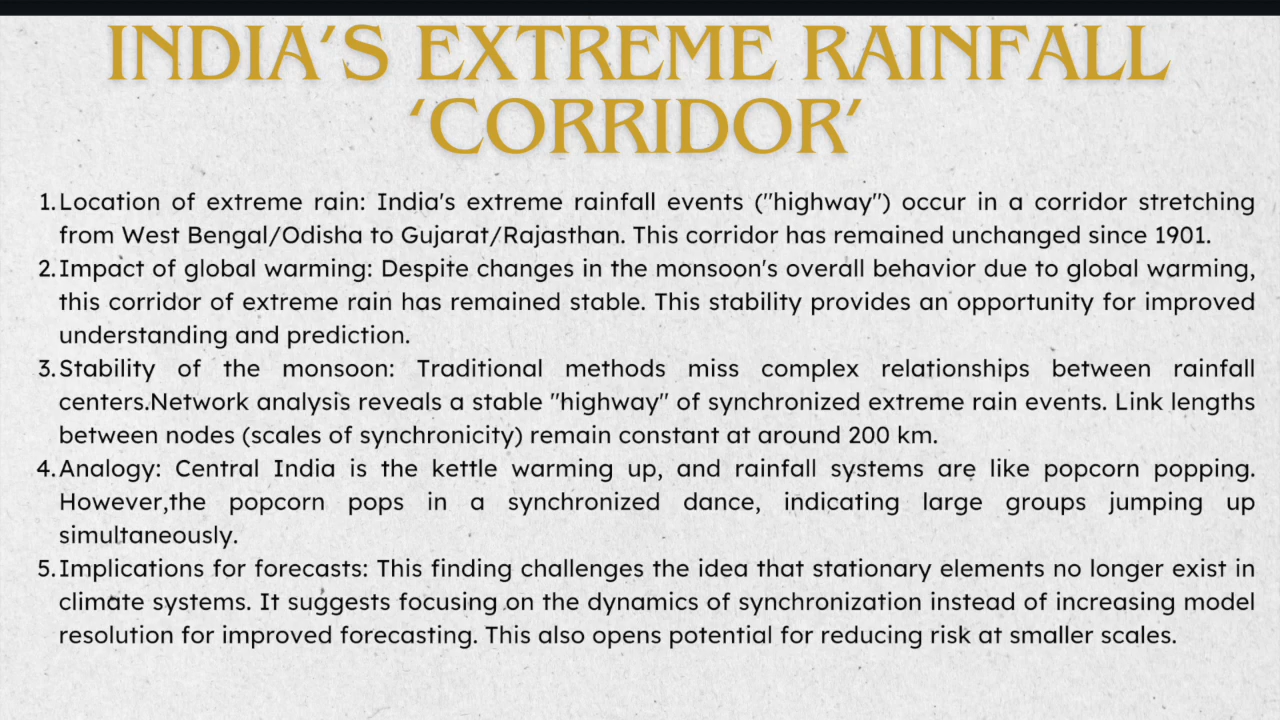 INDIA'S EXTREME RAINFALL
'CORRIDOR'
1. Location of extreme rain: India's extreme rainfall events ("highway") occur in a corridor stretching
from West Bengal/Odisha to Gujarat/Rajasthan. This corridor has remained unchanged since 1901.
2. Impact of global warming: Despite changes in the monsoon's overall behavior due to global warming,
this corridor of extreme rain has remained stable. This stability provides an opportunity for improved
understanding and prediction.
3. Stability of the monsoon: Traditional methods miss complex relationships between rainfall
centers.Network analysis reveals a stable "highway" of synchronized extreme rain events. Link lengths
between nodes (scales of synchronicity) remain constant at around 200 km.
4. Analogy: Central India is the kettle warming up, and rainfall systems are like popcorn popping.
However,the popcorn pops in a synchronized dance, indicating large groups jumping up
simultaneously.
5. Implications for forecasts: This finding challenges the idea that stationary elements no longer exist in
climate systems. It suggests focusing on the dynamics of synchronization instead of increasing model
resolution for improved forecasting. This also opens potential for reducing risk at smaller scales.